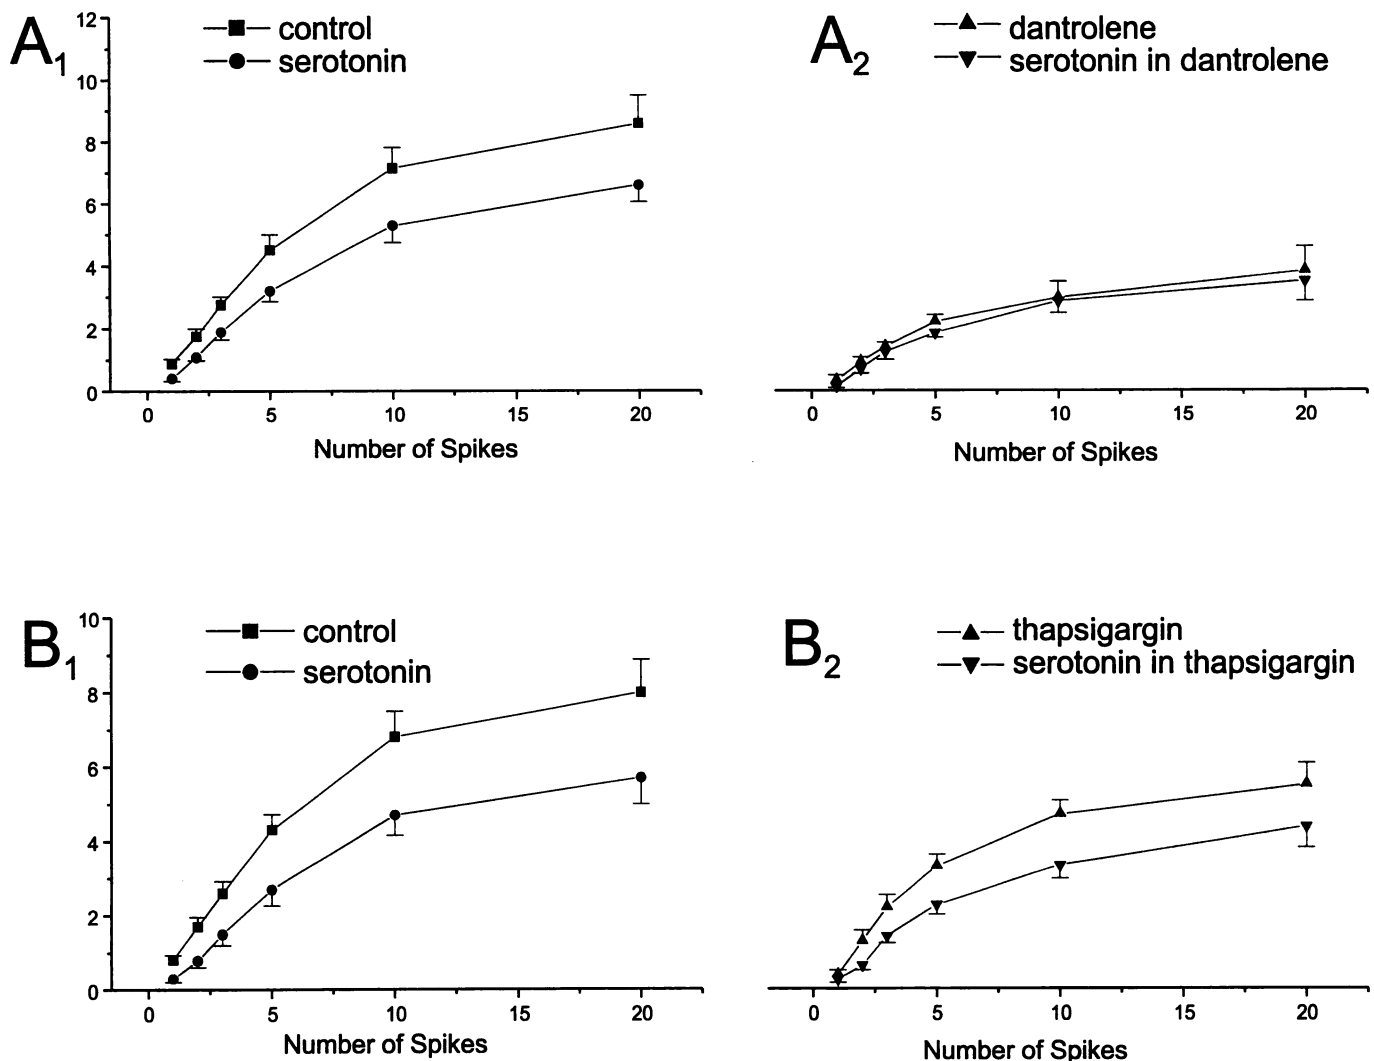 A1
control
serotonin
12
10
8
6
4
2
0
0 5 10 15 20
Number of Spikes
A2
dantrolene
serotonin in dantrolene
0 5 10 15 20
Number of Spikes
B1
control
serotonin
10
8
6
4
2
0
0 5 10 15 20
Number of Spikes
B2
thapsigargin
serotonin in thapsigargin
0 5 10 15 20
Number of Spikes